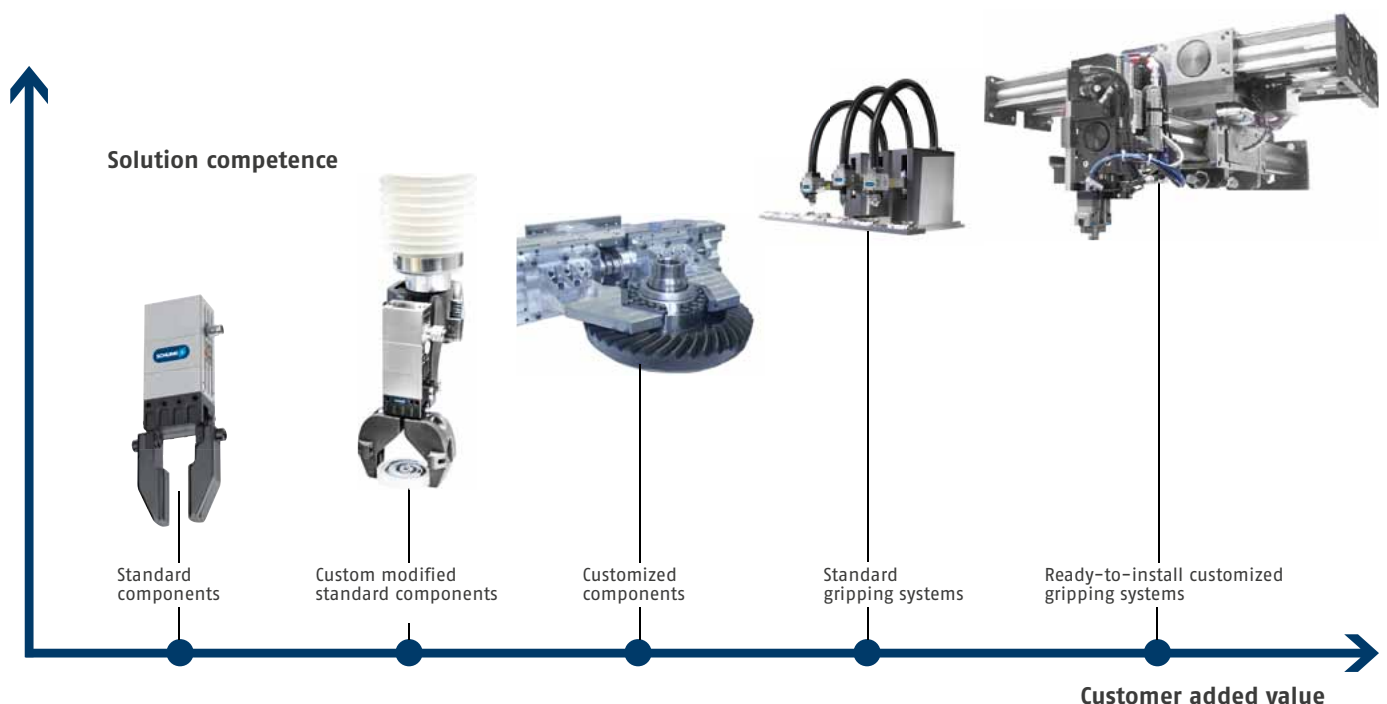 Solution competence
SCHUNK
Standard
components
Custom modified
standard components
Customized
components
Standard
gripping systems
Ready-to-install customized
gripping systems
Customer added value